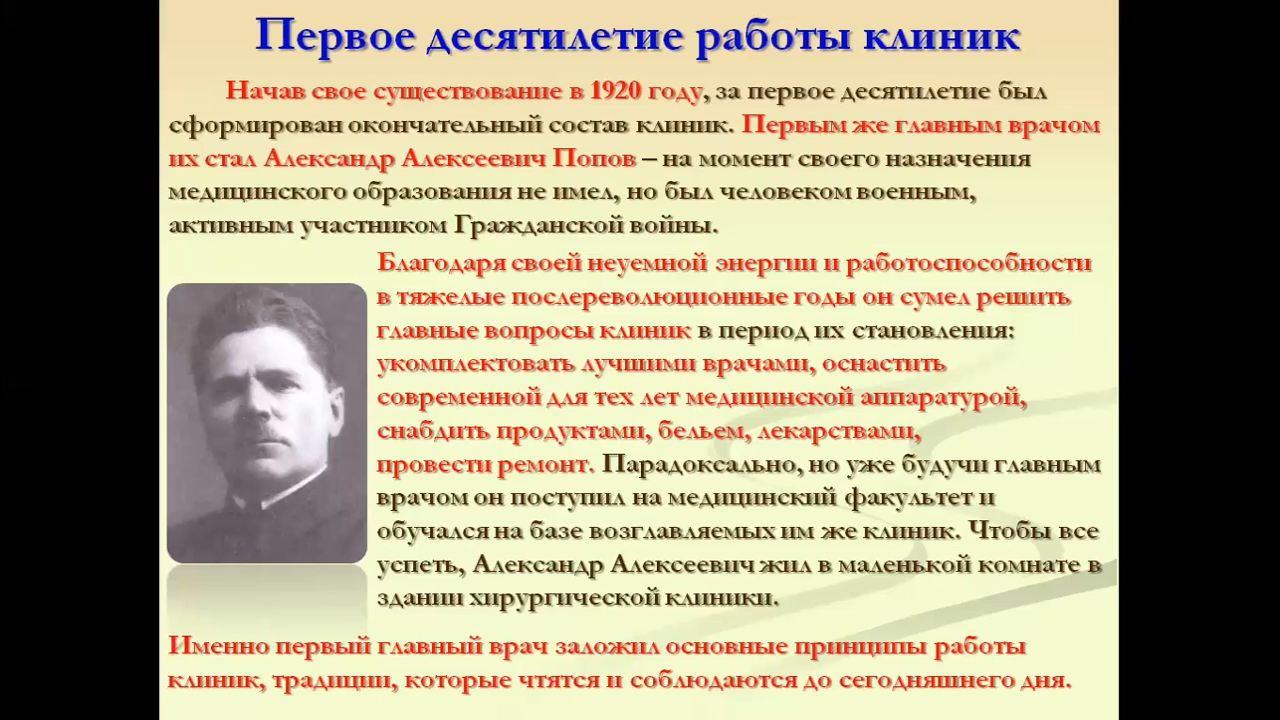 Первое десятилетие работы клиник
Начав свое существование в 1920 году, за первое десятилетие был
сформирован окончательный состав клиник. Первым же главным врачом
их стал Александр Алексеевич Попов – на момент своего назначения
медицинского образования не имел, но был человеком военным,
активным участником Гражданской войны.
Благодаря своей неуемной энергии и работоспособности
в тяжелые послереволюционные годы он сумел решить
главные вопросы клиник в период их становления:
укомплектовать лучшими врачами, оснастить
современной для тех лет медицинской аппаратурой,
снабдить продуктами, бельем, лекарствами,
провести ремонт. Парадоксально, но уже будучи главным
врачом он поступил на медицинский факультет и
обучался на базе возглавляемых им же клиник. Чтобы все
успеть, Александр Алексеевич жил в маленькой комнате в
здании хирургической клиники.
Именно первый главный врач заложил основные принципы работы
клиник, традиции, которые чтятся и соблюдаются до сегодняшнего дня.